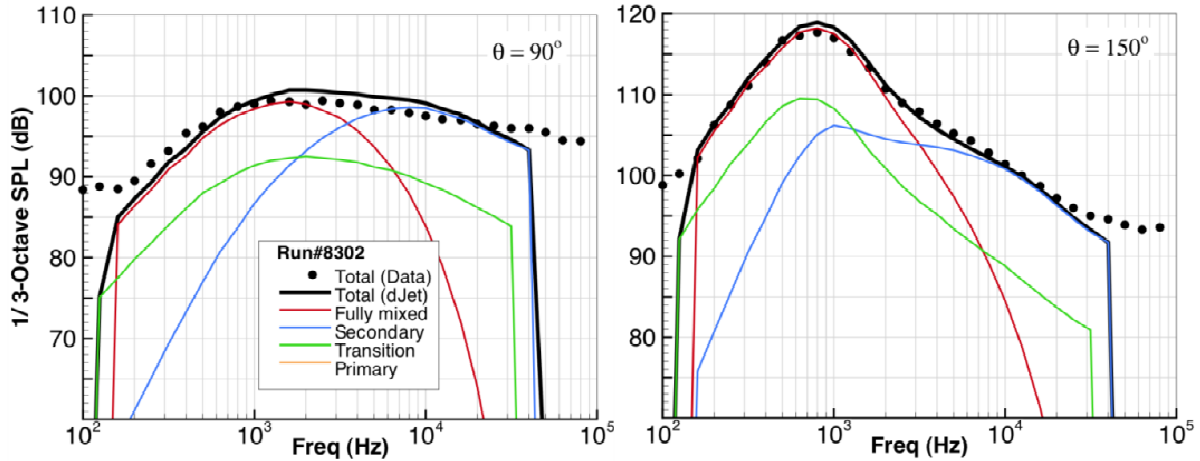 110
100
90
80
70
1/ 3-Octave SPL (dB)
θ = 90°
Run#8302
Total (Data)
Total (dJet)
Fully mixed
Secondary
Transition
Primary
10² 10³ 10⁴ 10⁵
Freq (Hz)
120
110
100
90
80
θ = 150°
10² 10³ 10⁴ 10⁵
Freq (Hz)